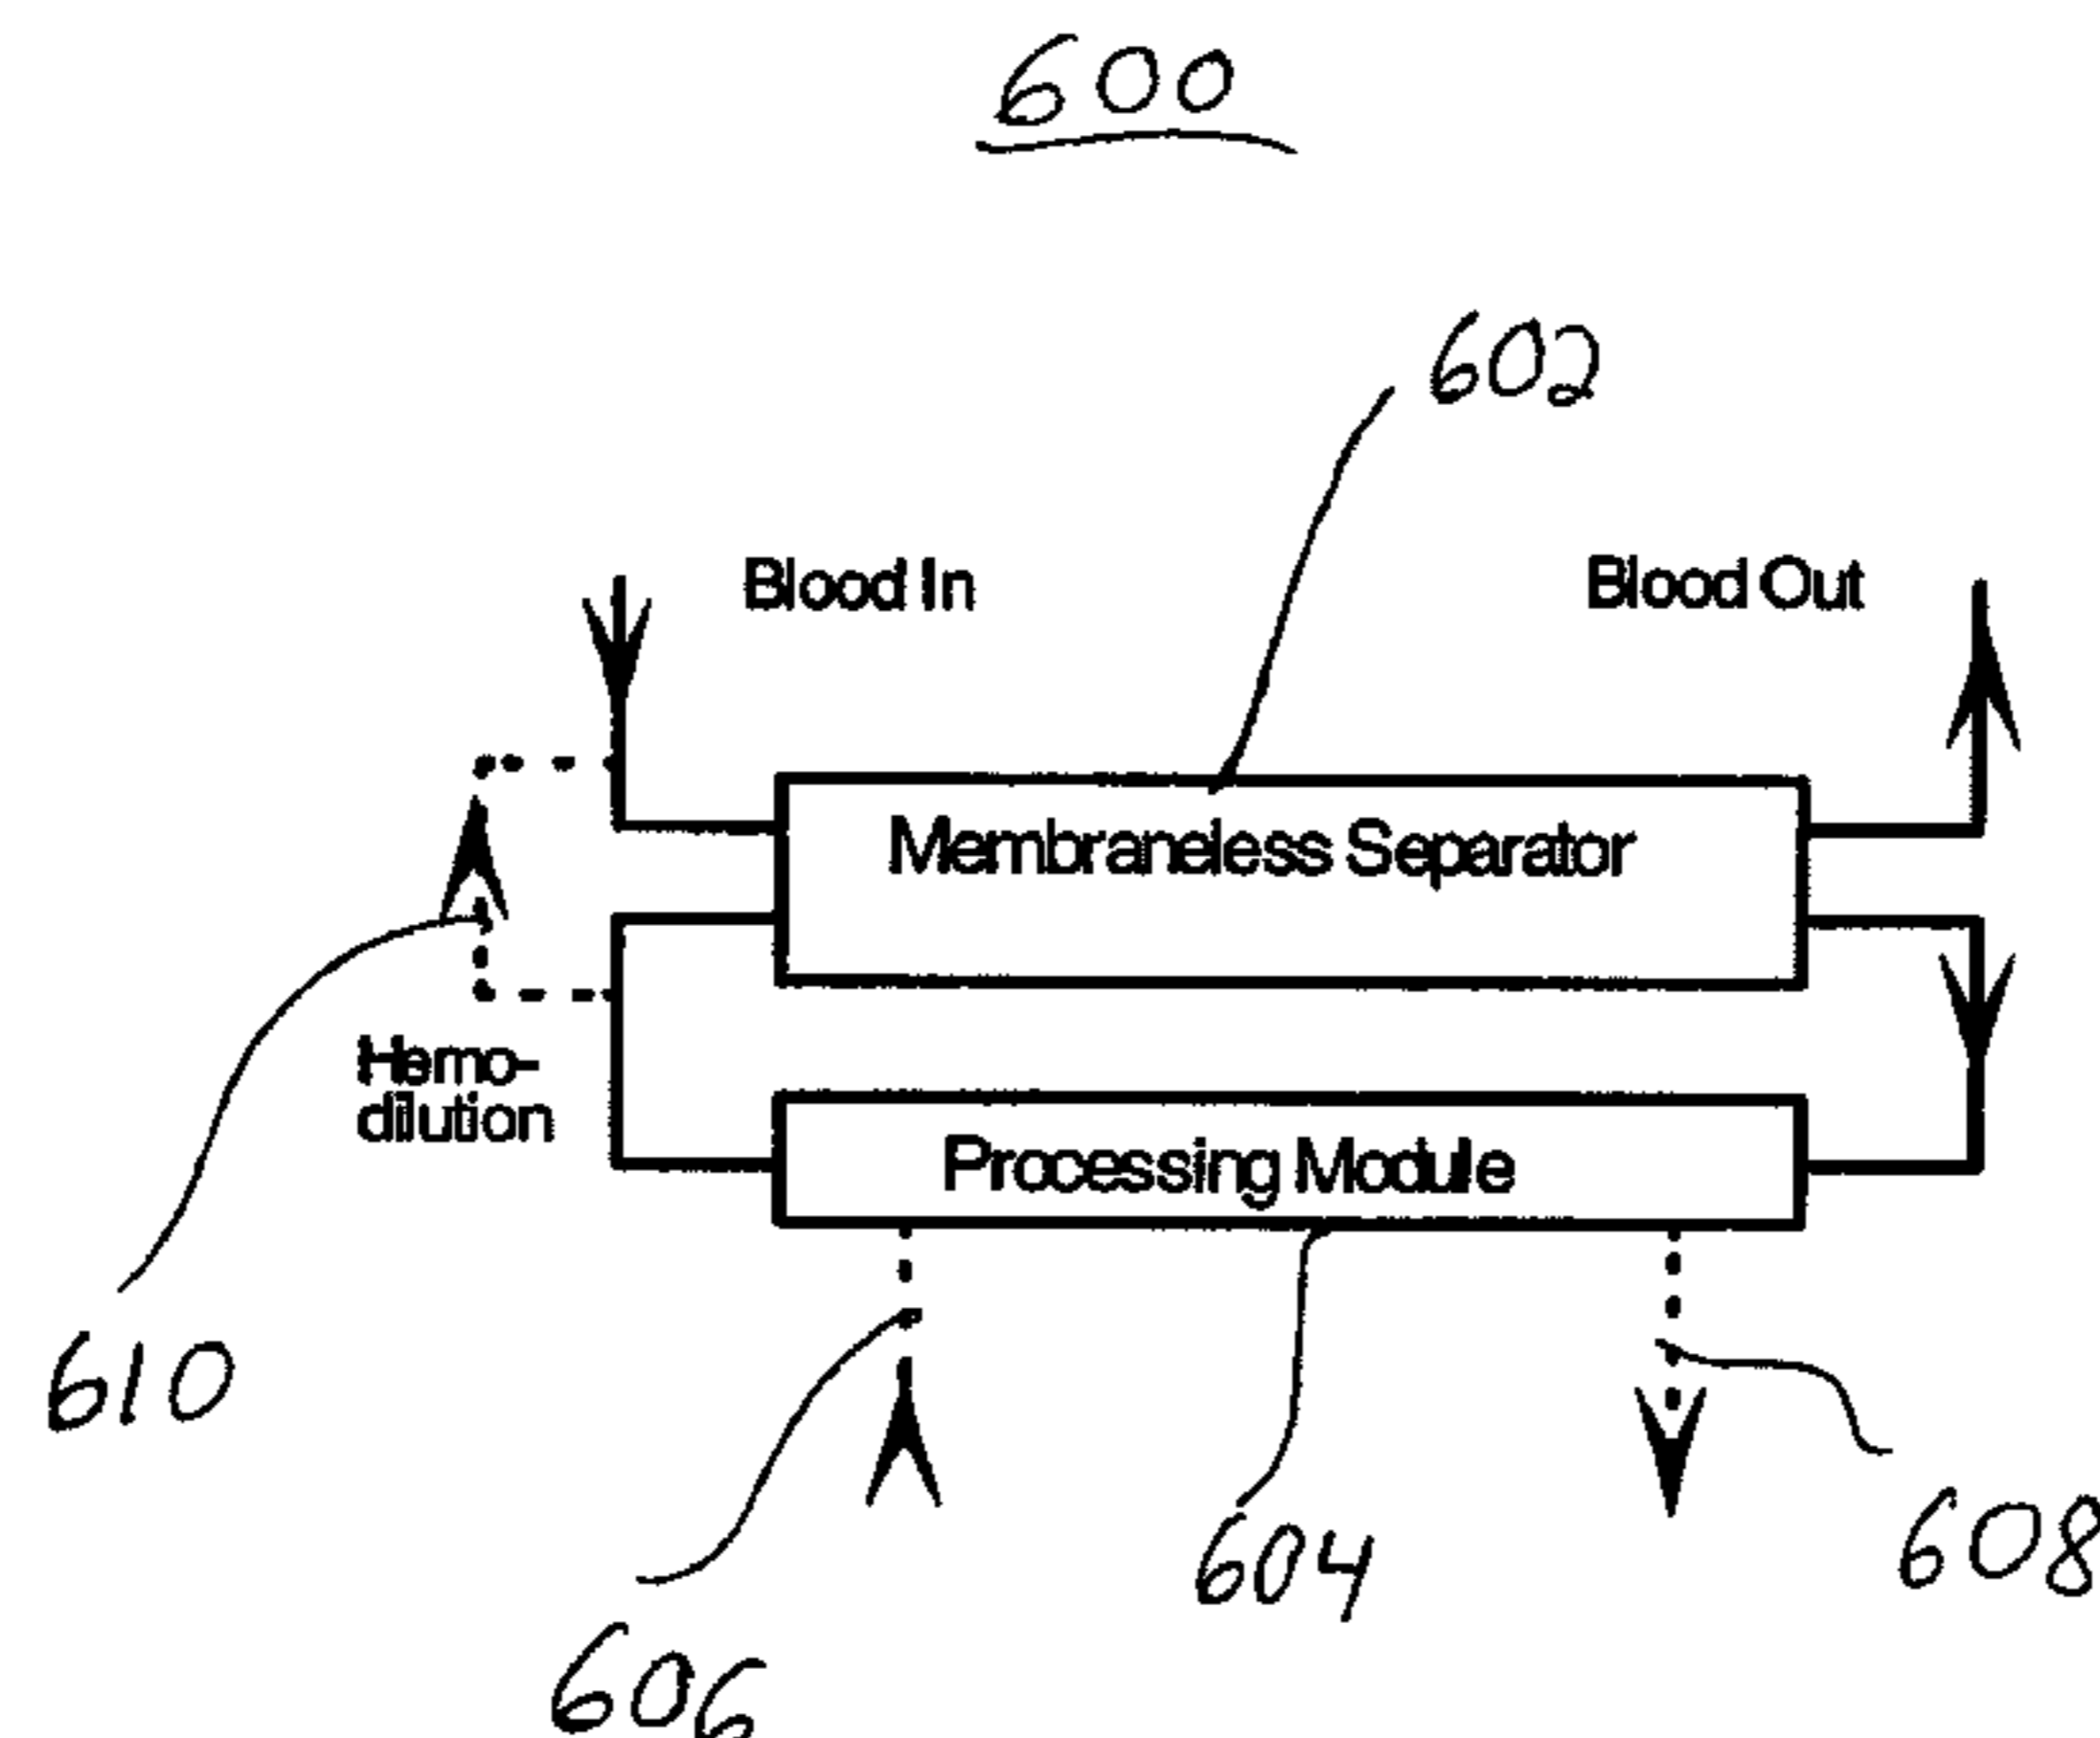 600
602
Blood In
Blood Out
Membraneless Separator
Hemo-
dilution
Processing Module
610
604
608
606